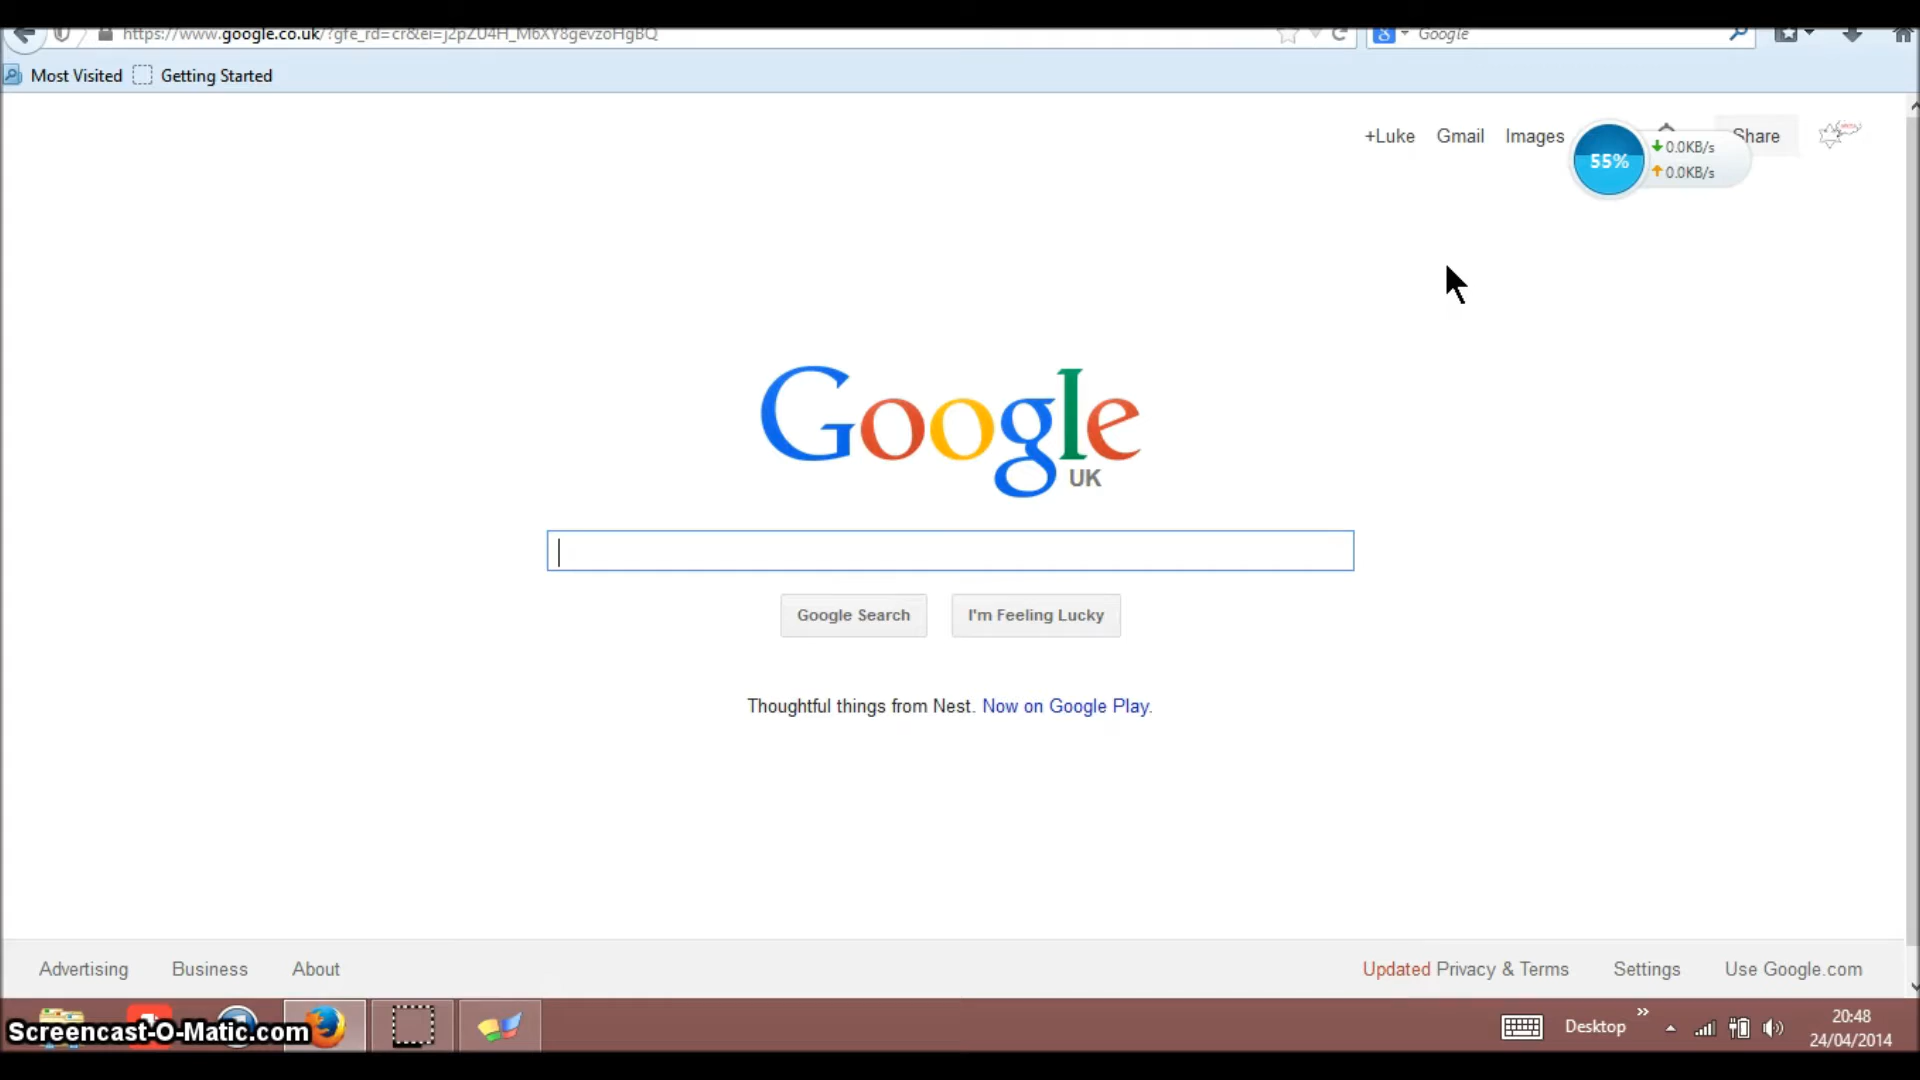 https://www.google.co.uk/?gfe_rd=cr&ei=j2pZU4H_M6XY8gevzoHgBQ
Google
Most Visited Getting Started
+Luke Gmail Images Share
55% 0.0KB/s
0.0KB/s
Google
UK
Google Search I'm Feeling Lucky
Thoughtful things from Nest. Now on Google Play.
Advertising Business About Updated Privacy & Terms Settings Use Google.com
Screencast-O-Matic.com
Desktop
20:48
24/04/2014